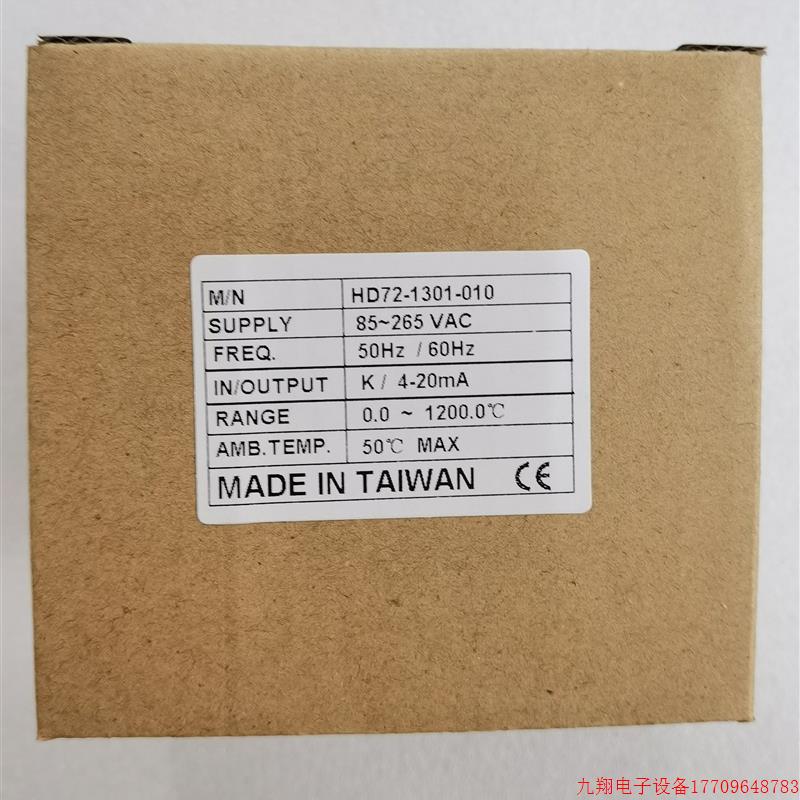 M/N HD72-1301-010
SUPPLY 85~265 VAC
FREQ. 50Hz / 60Hz
IN/OUTPUT K / 4-20mA
RANGE 0.0 ~ 1200.0℃
AMB.TEMP. 50℃ MAX
MADE IN TAIWAN CE
九翔电子设备17709648783